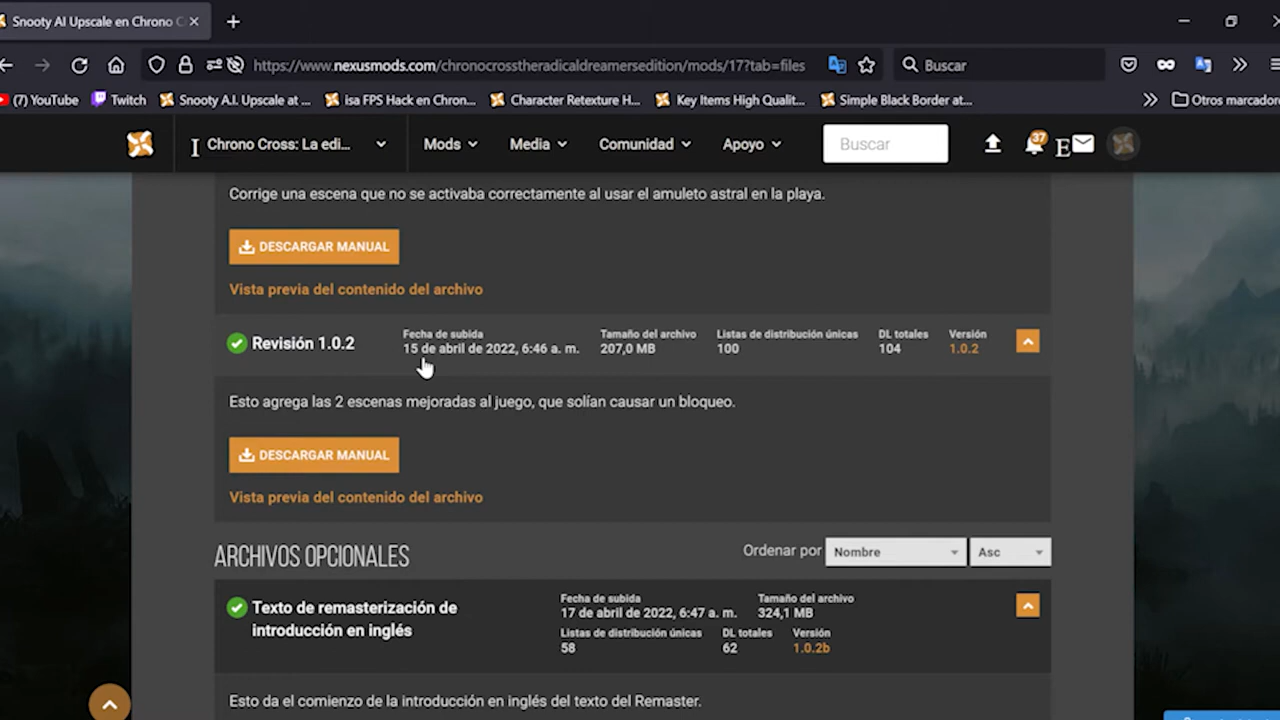 Snooty AI Upscale en Chrono C
https://www.nexusmods.com/chronocrosstheradicaldreamersedition/mods/17?tab=files
Buscar
(7) YouTube
Twitch
Snooty A.I. Upscale at ...
isa FPS Hack en Chron...
Character Retexture H...
Key Items High Qualit...
Simple Black Border at...
Otros marcador
I Chrono Cross: La edi...
Mods
Media
Comunidad
Apoyo
Buscar
37
E
Corrige una escena que no se activaba correctamente al usar el amuleto astral en la playa.
DESCARGAR MANUAL
Vista previa del contenido del archivo
Revisión 1.0.2
Fecha de subida
15 de abril de 2022, 6:46 a. m.
Tamaño del archivo
207,0 MB
Listas de distribución únicas
100
DL totales
104
Versión
1.0.2
Esto agrega las 2 escenas mejoradas al juego, que solían causar un bloqueo.
DESCARGAR MANUAL
Vista previa del contenido del archivo
ARCHIVOS OPCIONALES
Ordenar por
Nombre
Asc
Texto de remasterización de
introducción en inglés
Fecha de subida
17 de abril de 2022, 6:47 a. m.
Tamaño del archivo
324,1 MB
Listas de distribución únicas
58
DL totales
62
Versión
1.0.2b
Esto da el comienzo de la introducción en inglés del texto del Remaster.